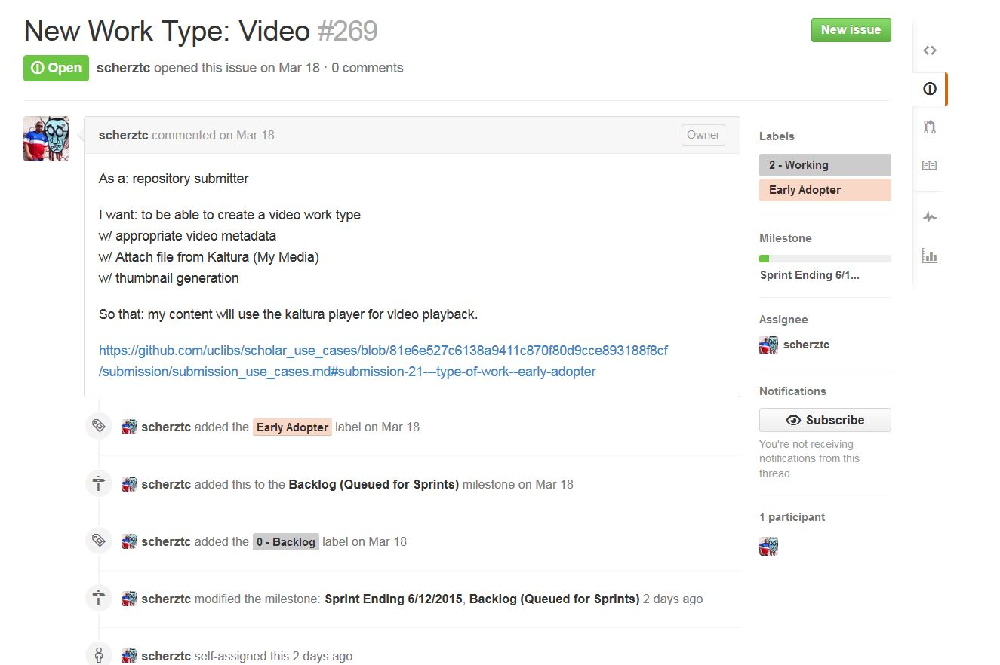 New Work Type: Video #269
New issue
Open scherztc opened this issue on Mar 18 · 0 comments
scherztc commented on Mar 18
Owner
As a: repository submitter
I want: to be able to create a video work type
w/ appropriate video metadata
w/ Attach file from Kaltura (My Media)
w/ thumbnail generation
So that: my content will use the kaltura player for video playback.
https://github.com/uclibs/scholar_use_cases/blob/81e6e527c6138a9411c870f80d9cce893188f8cf
/submission/submission_use_cases.md#submission-21---type-of-work--early-adopter
scherztc added the Early Adopter label on Mar 18
scherztc added this to the Backlog (Queued for Sprints) milestone on Mar 18
scherztc added the 0 - Backlog label on Mar 18
scherztc modified the milestone: Sprint Ending 6/12/2015, Backlog (Queued for Sprints) 2 days ago
scherztc self-assigned this 2 days ago
Labels
2 - Working
Early Adopter
Milestone
Sprint Ending 6/1...
Assignee
scherztc
Notifications
Subscribe
You're not receiving
notifications from this
thread.
1 participant